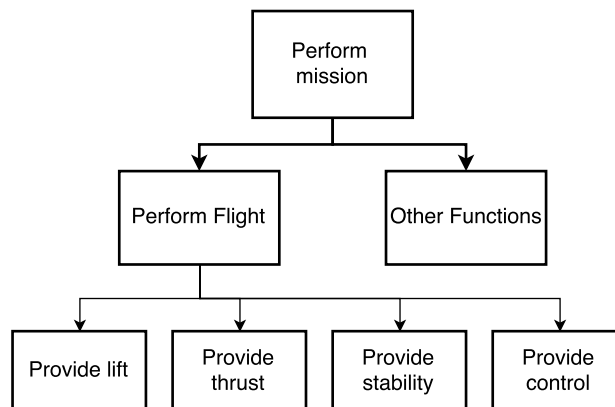 Perform
mission
Perform Flight
Other Functions
Provide lift
Provide
thrust
Provide
stability
Provide
control